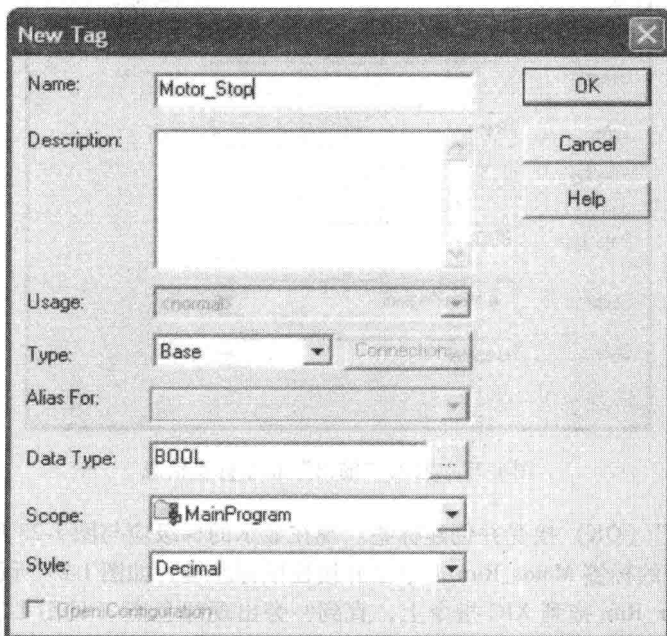 New Tag
Name:
Motor_Stop
OK
Description:
Cancel
Help
Usage:
<normal>
Type:
Base
Connection...
Alias For:
Data Type:
BOOL
...
Scope:
MainProgram
Style:
Decimal
Open Configuration